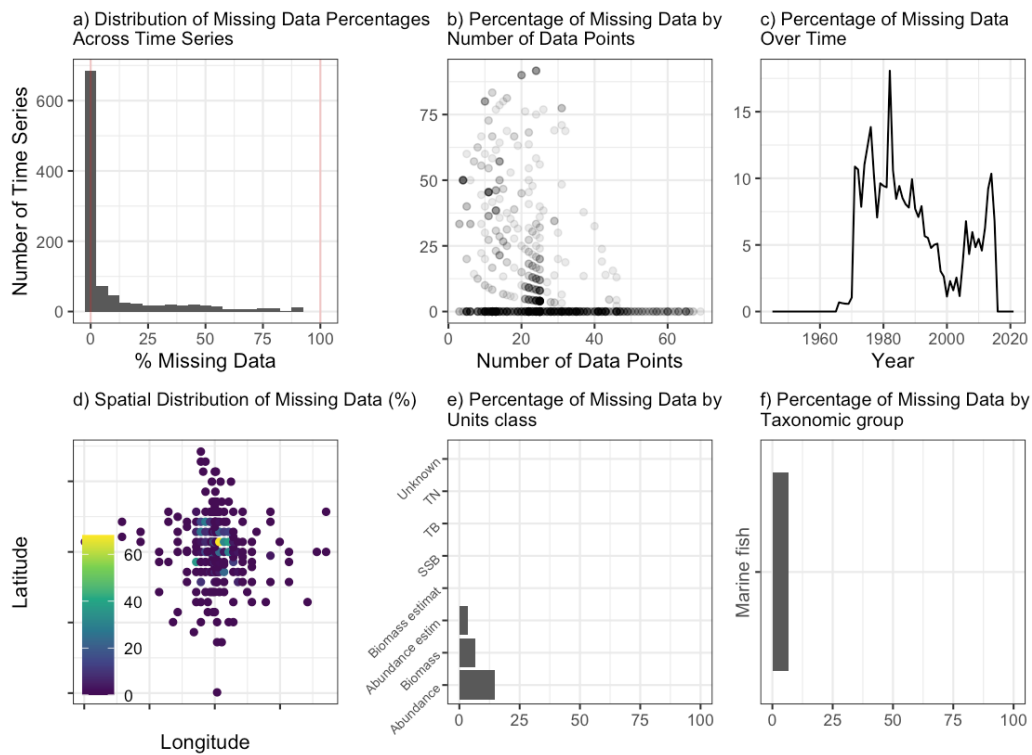 a) Distribution of Missing Data Percentages
Across Time Series
Number of Time Series
600
400
200
0
0
25
50
75
100
% Missing Data
b) Percentage of Missing Data by
Number of Data Points
75
50
25
0
0
20
40
60
Number of Data Points
c) Percentage of Missing Data
Over Time
15
10
5
0
1960
1980
2000
2020
Year
d) Spatial Distribution of Missing Data (%)
Latitude
60
40
20
0
Longitude
e) Percentage of Missing Data by
Units class
Unknown
TN
TB
SSB
Biomass estimat
Abundance estim
Biomass
Abundance
0
25
50
75
100
f) Percentage of Missing Data by
Taxonomic group
Marine fish
0
25
50
75
100